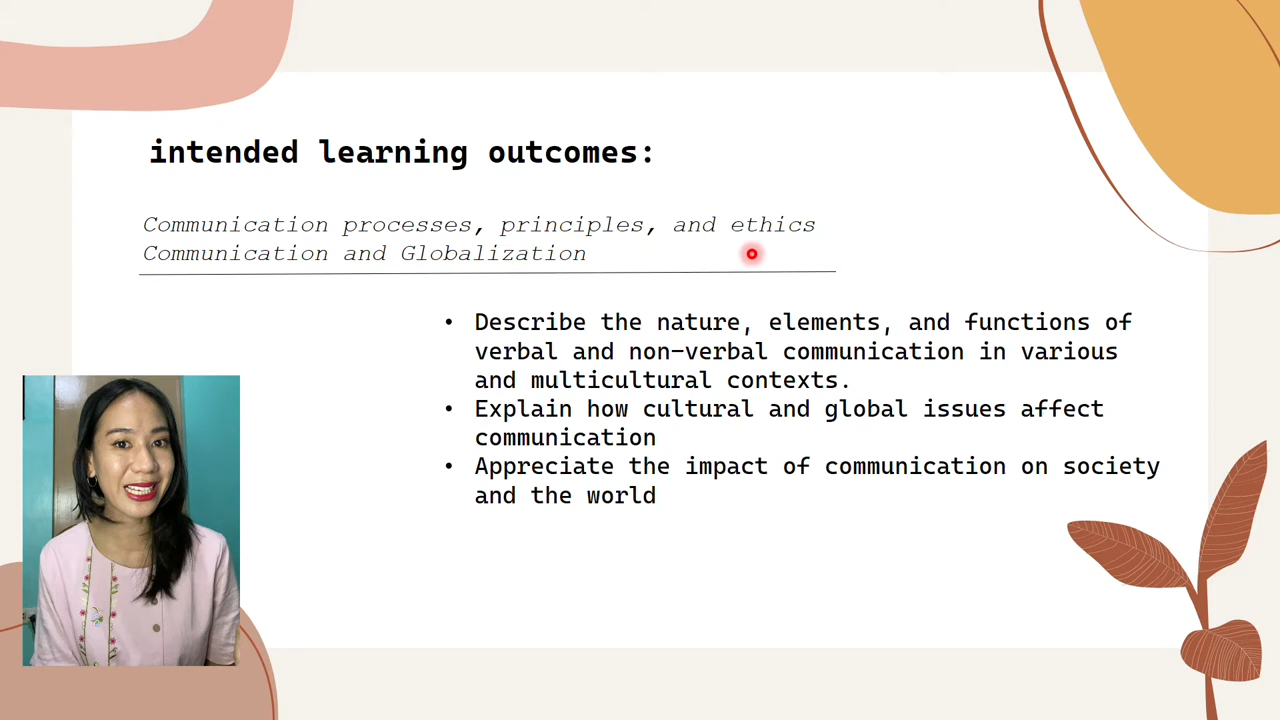 intended learning outcomes:
Communication processes, principles, and ethics
Communication and Globalization
• Describe the nature, elements, and functions of
verbal and non-verbal communication in various
and multicultural contexts.
• Explain how cultural and global issues affect
communication
• Appreciate the impact of communication on society
and the world